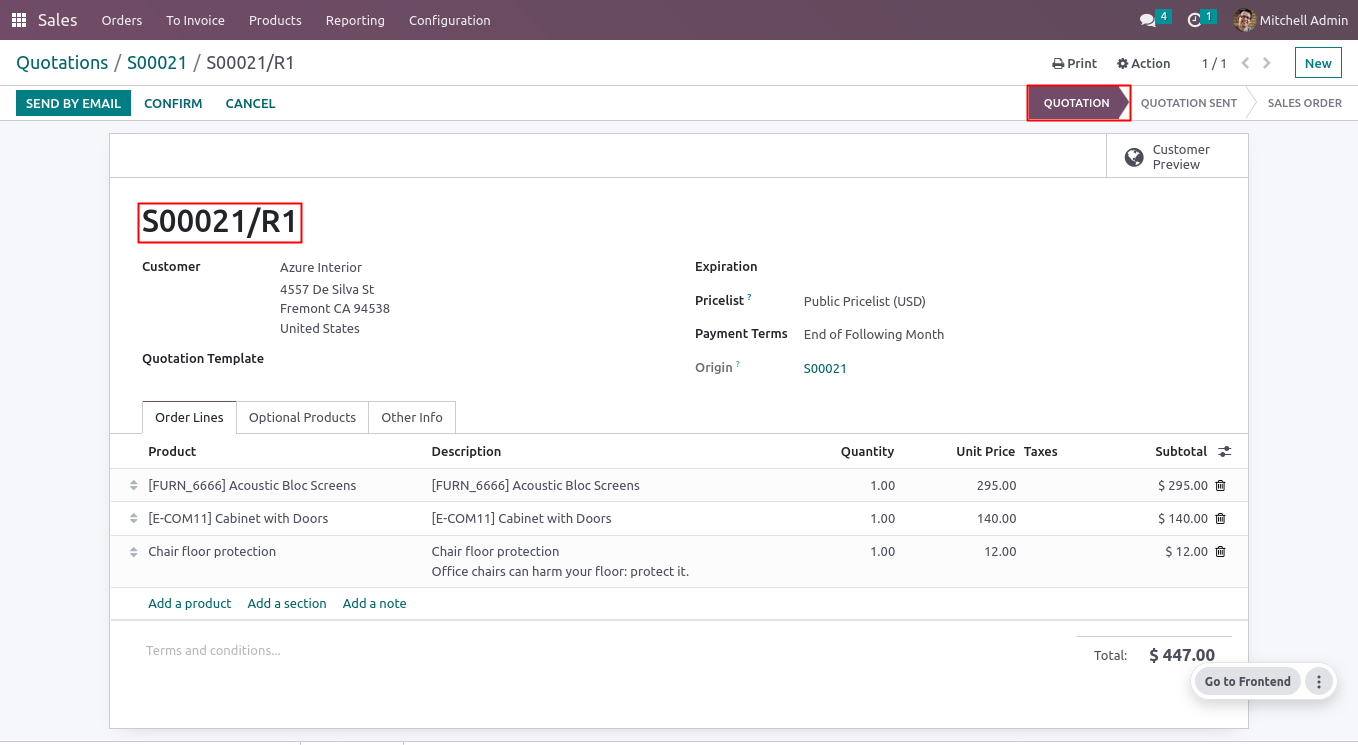 Sales Orders To Invoice Products Reporting Configuration 4 1 Mitchell Admin
Quotations / S00021 / S00021/R1 Print Action 1 / 1 New
SEND BY EMAIL CONFIRM CANCEL QUOTATION QUOTATION SENT SALES ORDER
Customer
Preview
S00021/R1
Customer Azure Interior
4557 De Silva St
Fremont CA 94538
United States
Quotation Template
Expiration
Pricelist ? Public Pricelist (USD)
Payment Terms End of Following Month
Origin ? S00021
Order Lines Optional Products Other Info
Product Description Quantity Unit Price Taxes Subtotal
[FURN_6666] Acoustic Bloc Screens [FURN_6666] Acoustic Bloc Screens 1.00 295.00 $ 295.00
[E-COM11] Cabinet with Doors [E-COM11] Cabinet with Doors 1.00 140.00 $ 140.00
Chair floor protection Chair floor protection 1.00 12.00 $ 12.00
Office chairs can harm your floor: protect it.
Add a product Add a section Add a note
Terms and conditions...
Total: $ 447.00
Go to Frontend